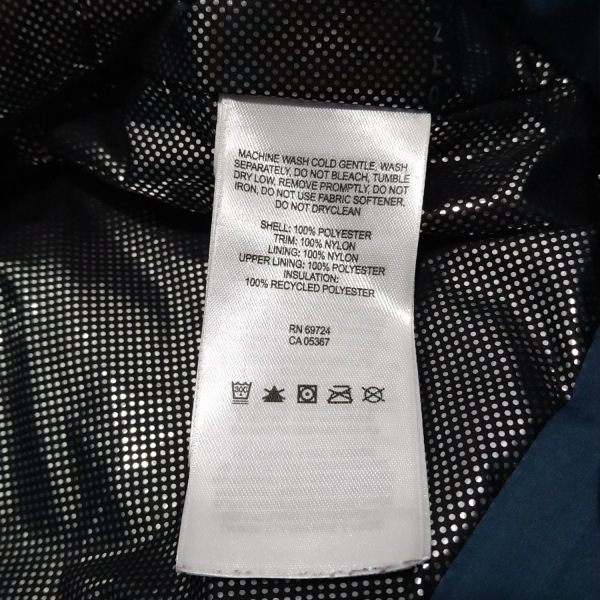 MACHINE WASH COLD GENTLE, WASH
SEPARATELY, DO NOT BLEACH, TUMBLE
DRY LOW, REMOVE PROMPTLY, DO NOT
IRON, DO NOT USE FABRIC SOFTENER,
DO NOT DRYCLEAN
SHELL: 100% POLYESTER
TRIM: 100% NYLON
LINING: 100% NYLON
UPPER LINING: 100% POLYESTER
INSULATION:
100% RECYCLED POLYESTER
RN 69724
CA 05367
30C